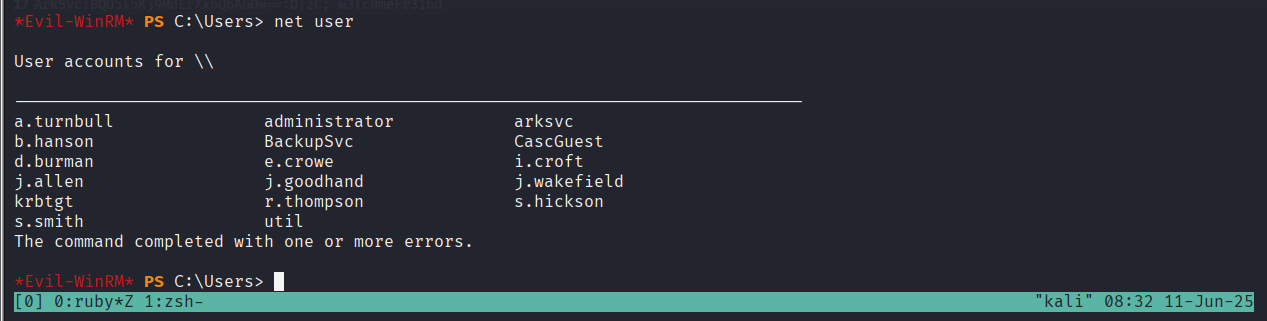 *Evil-WinRM* PS C:\Users> net user
User accounts for \\
-------------------------------------------------------------------------------
a.turnbull administrator arksvc
b.hanson BackupSvc CascGuest
d.burman e.crowe i.croft
j.allen j.goodhand j.wakefield
krbtgt r.thompson s.hickson
s.smith util
The command completed with one or more errors.
*Evil-WinRM* PS C:\Users>
[0] 0:ruby*Z 1:zsh- "kali" 08:32 11-Jun-25